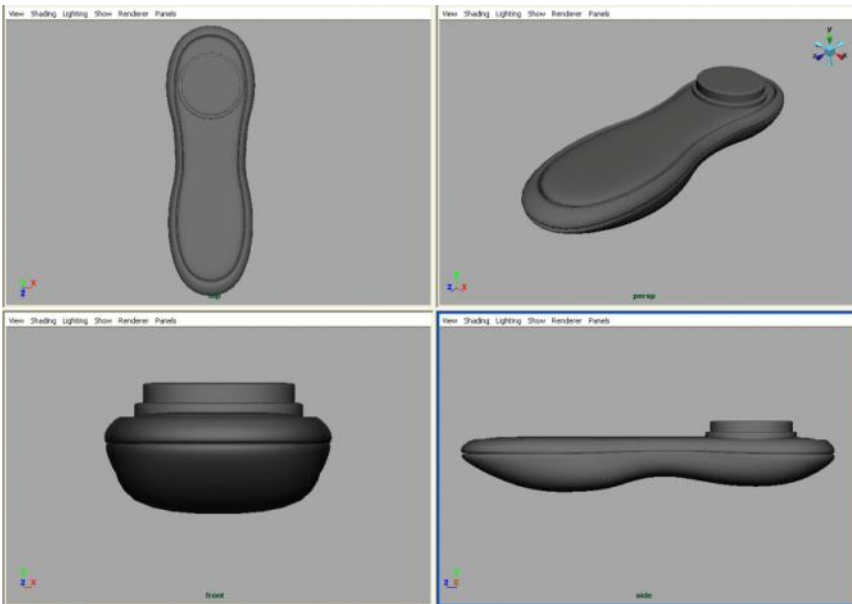 View Shading Lighting Show Renderer Panels
View Shading Lighting Show Renderer Panels
y
z x
top
persp
View Shading Lighting Show Renderer Panels
View Shading Lighting Show Renderer Panels
front
side